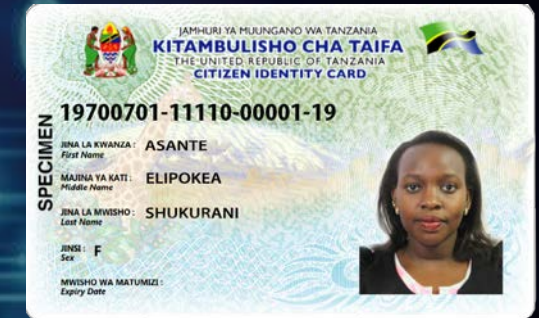 JAMHURI YA MUUNGANO WA TANZANIA
KITAMBULISHO CHA TAIFA
THE UNITED REPUBLIC OF TANZANIA
CITIZEN IDENTITY CARD
19700701-11110-00001-19
SPECIMEN
JINA LA KWANZA : ASANTE
First Name
MAJINA YA KATI : ELIPOKEA
Middle Name
JINA LA MWISHO : SHUKURANI
Last Name
JINSI : F
Sex
MWISHO WA MATUMIZI :
Expiry Date